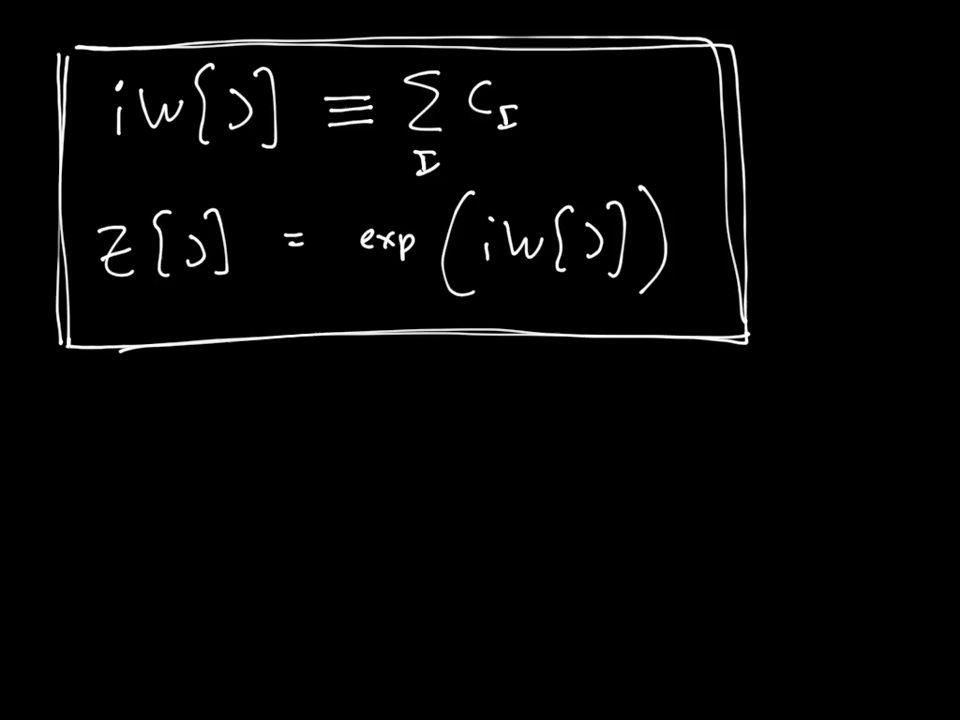 iW[J] ≡ ∑_I C_I
Z[J] = exp(iW[J])